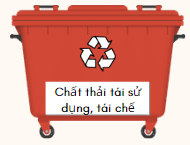 Chất thải tái sử
dụng, tái chế